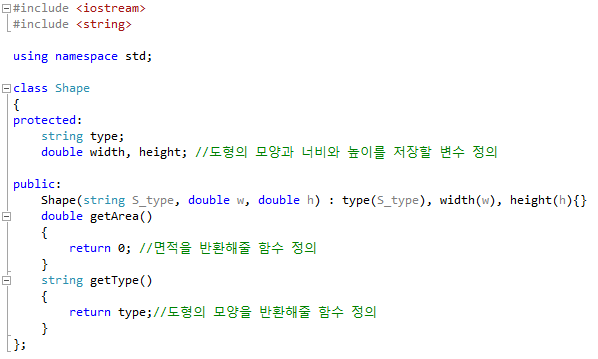 #include <iostream>
#include <string>
using namespace std;
class Shape
{
protected:
string type;
double width, height; //도형의 모양과 너비와 높이를 저장할 변수 정의
public:
Shape(string S_type, double w, double h) : type(S_type), width(w), height(h){}
double getArea()
{
return 0; //면적을 반환해줄 함수 정의
}
string getType()
{
return type;//도형의 모양을 반환해줄 함수 정의
}
};